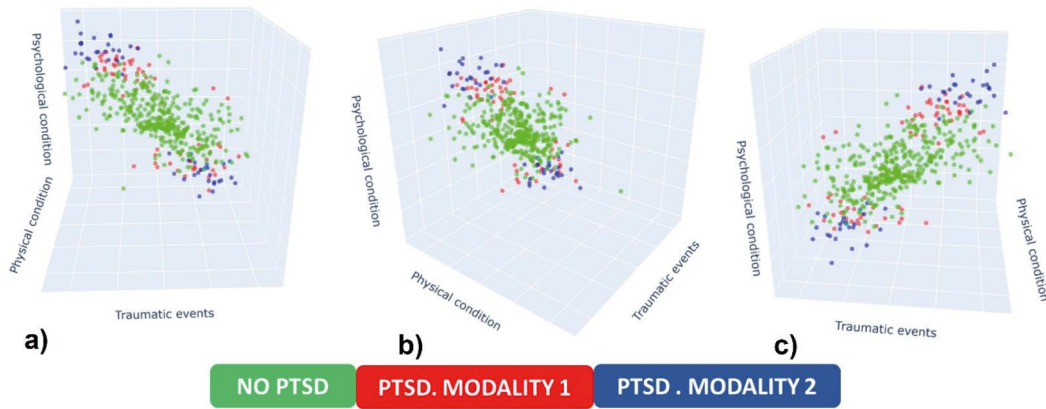 Psychological condition
Physical condition
Traumatic events
a)
Psychological condition
Physical condition
Traumatic events
b)
Psychological condition
Traumatic events
Physical condition
c)
NO PTSD
PTSD. MODALITY 1
PTSD . MODALITY 2